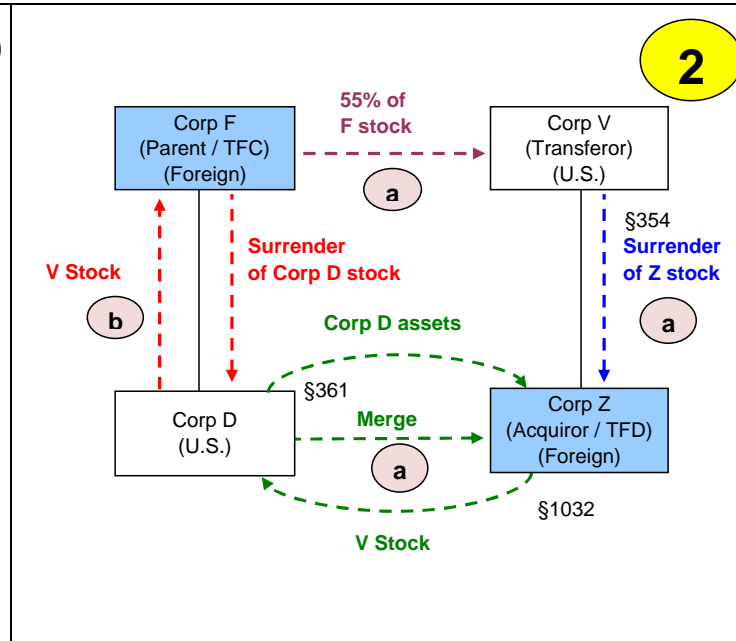 2
55% of
F stock
Corp F
(Parent / TFC)
(Foreign)
Corp V
(Transferor)
(U.S.)
a
§354
V Stock
Surrender
of Corp D stock
Surrender
of Z stock
b
a
Corp D assets
§361
Corp D
(U.S.)
Merge
Corp Z
(Acquiror / TFD)
(Foreign)
a
§1032
V Stock